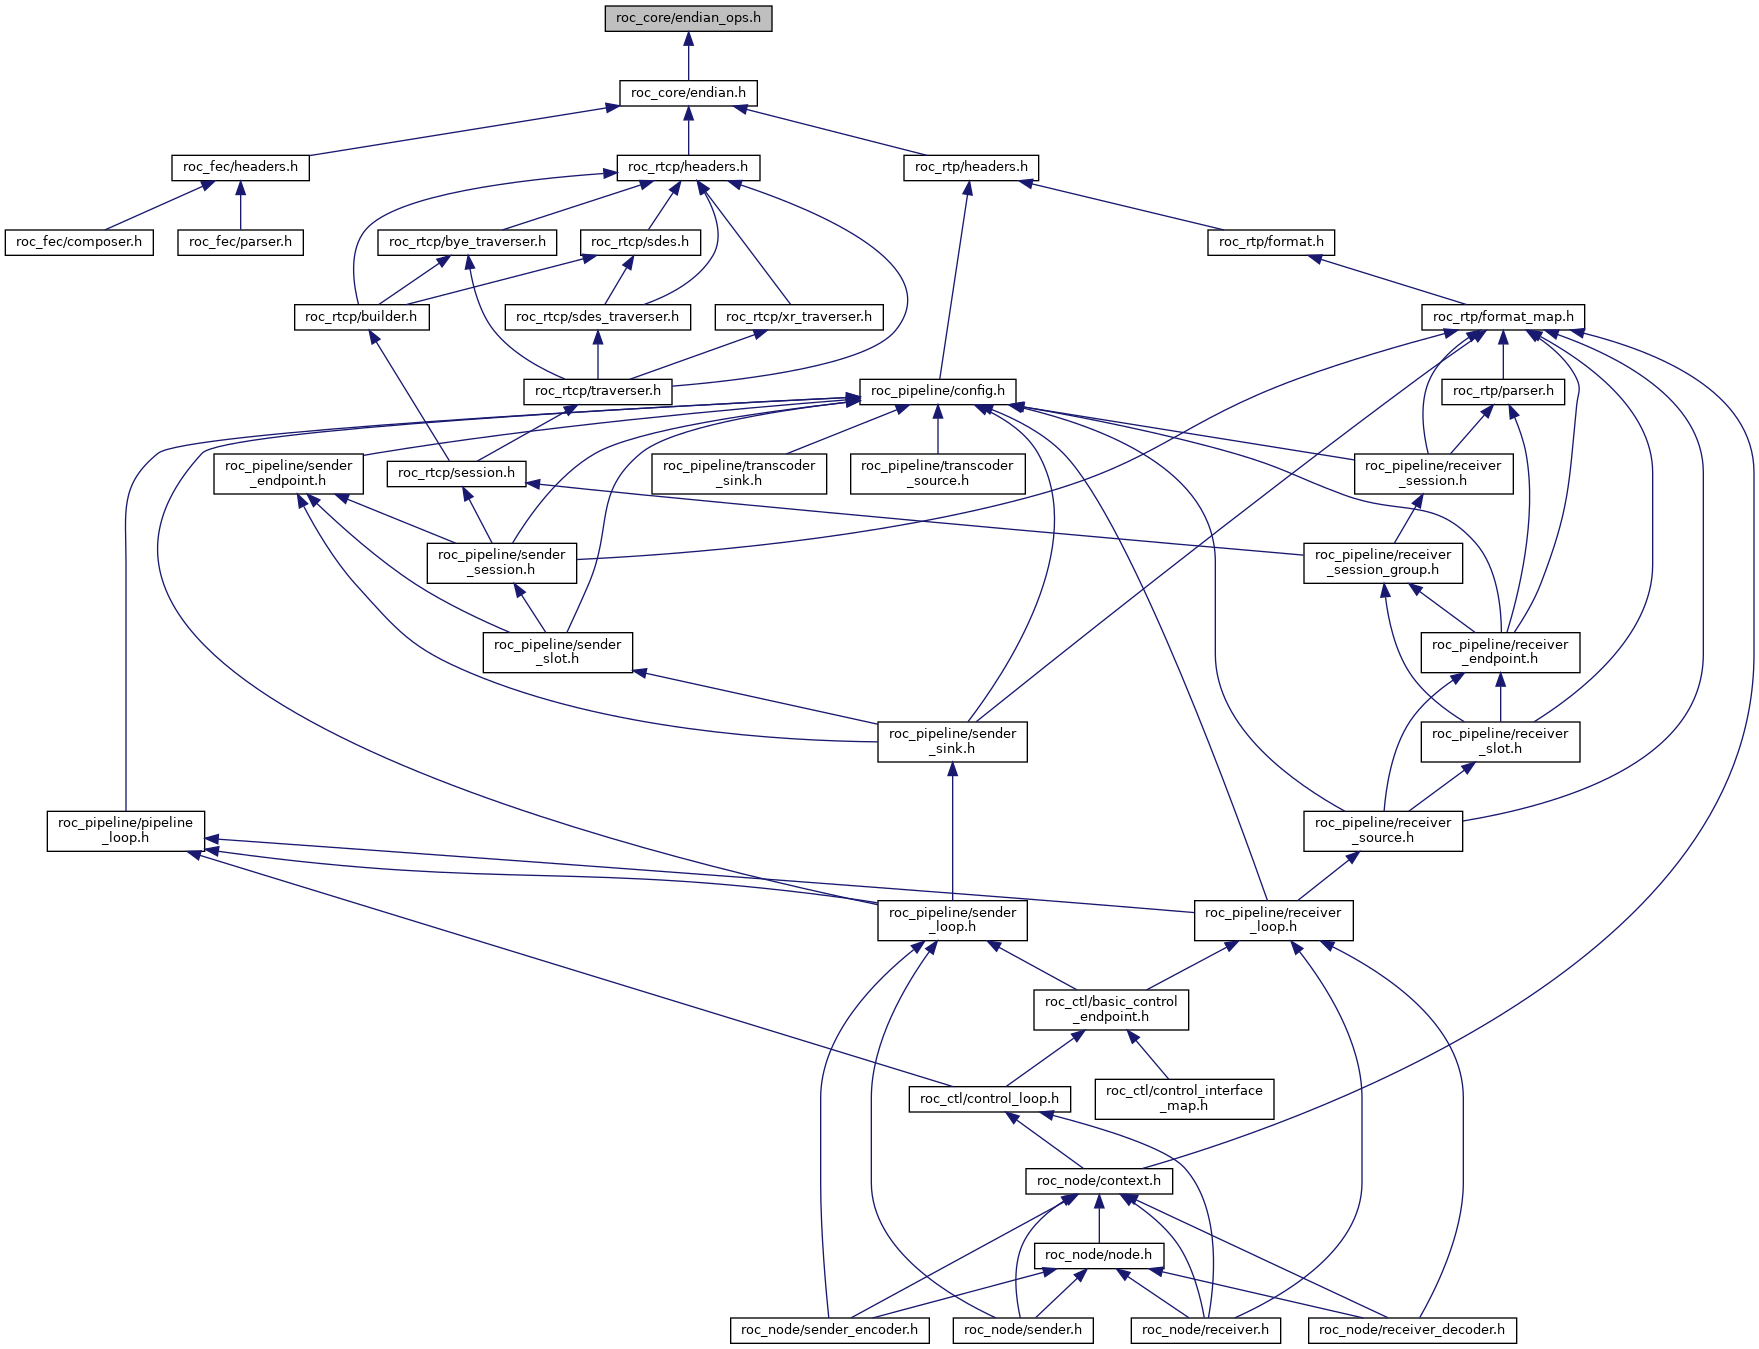 roc_core/endian_ops.h
roc_core/endian.h
roc_fec/headers.h
roc_rtcp/headers.h
roc_rtp/headers.h
roc_fec/composer.h
roc_fec/parser.h
roc_rtcp/bye_traverser.h
roc_rtcp/sdes.h
roc_rtp/format.h
roc_rtcp/builder.h
roc_rtcp/sdes_traverser.h
roc_rtcp/xr_traverser.h
roc_rtp/format_map.h
roc_rtcp/traverser.h
roc_pipeline/config.h
roc_rtp/parser.h
roc_pipeline/sender
_endpoint.h
roc_rtcp/session.h
roc_pipeline/transcoder
_sink.h
roc_pipeline/transcoder
_source.h
roc_pipeline/receiver
_session.h
roc_pipeline/sender
_session.h
roc_pipeline/receiver
_session_group.h
roc_pipeline/sender
_slot.h
roc_pipeline/receiver
_endpoint.h
roc_pipeline/sender
_sink.h
roc_pipeline/receiver
_slot.h
roc_pipeline/pipeline
_loop.h
roc_pipeline/receiver
_source.h
roc_pipeline/sender
_loop.h
roc_pipeline/receiver
_loop.h
roc_ctl/basic_control
_endpoint.h
roc_ctl/control_loop.h
roc_ctl/control_interface
_map.h
roc_node/context.h
roc_node/node.h
roc_node/sender_encoder.h
roc_node/sender.h
roc_node/receiver.h
roc_node/receiver_decoder.h